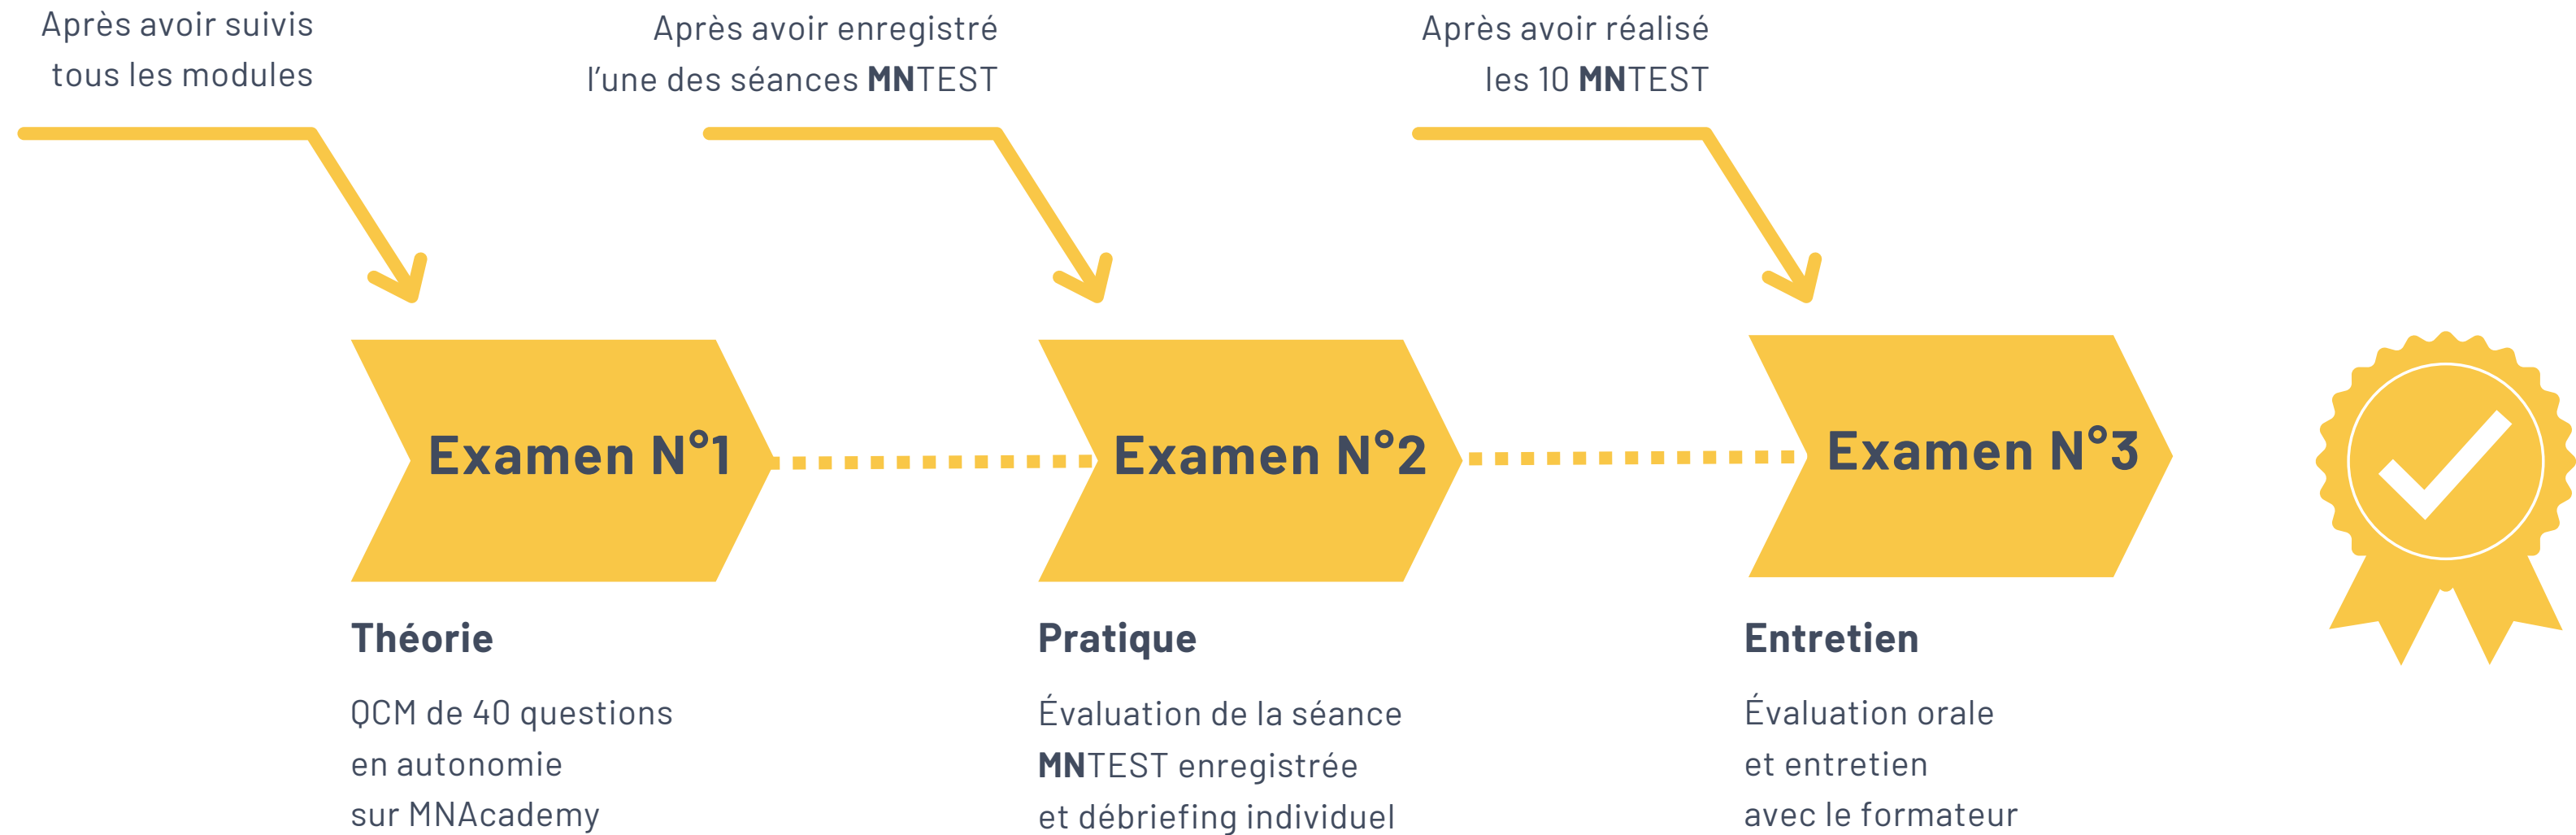 Après avoir suivis
tous les modules
Après avoir enregistré
l'une des séances MNTEST
Après avoir réalisé
les 10 MNTEST
Examen N°1
Examen N°2
Examen N°3
Théorie
QCM de 40 questions
en autonomie
sur MNAcademy
Pratique
Évaluation de la séance
MNTEST enregistrée
et débriefing individuel
Entretien
Évaluation orale
et entretien
avec le formateur